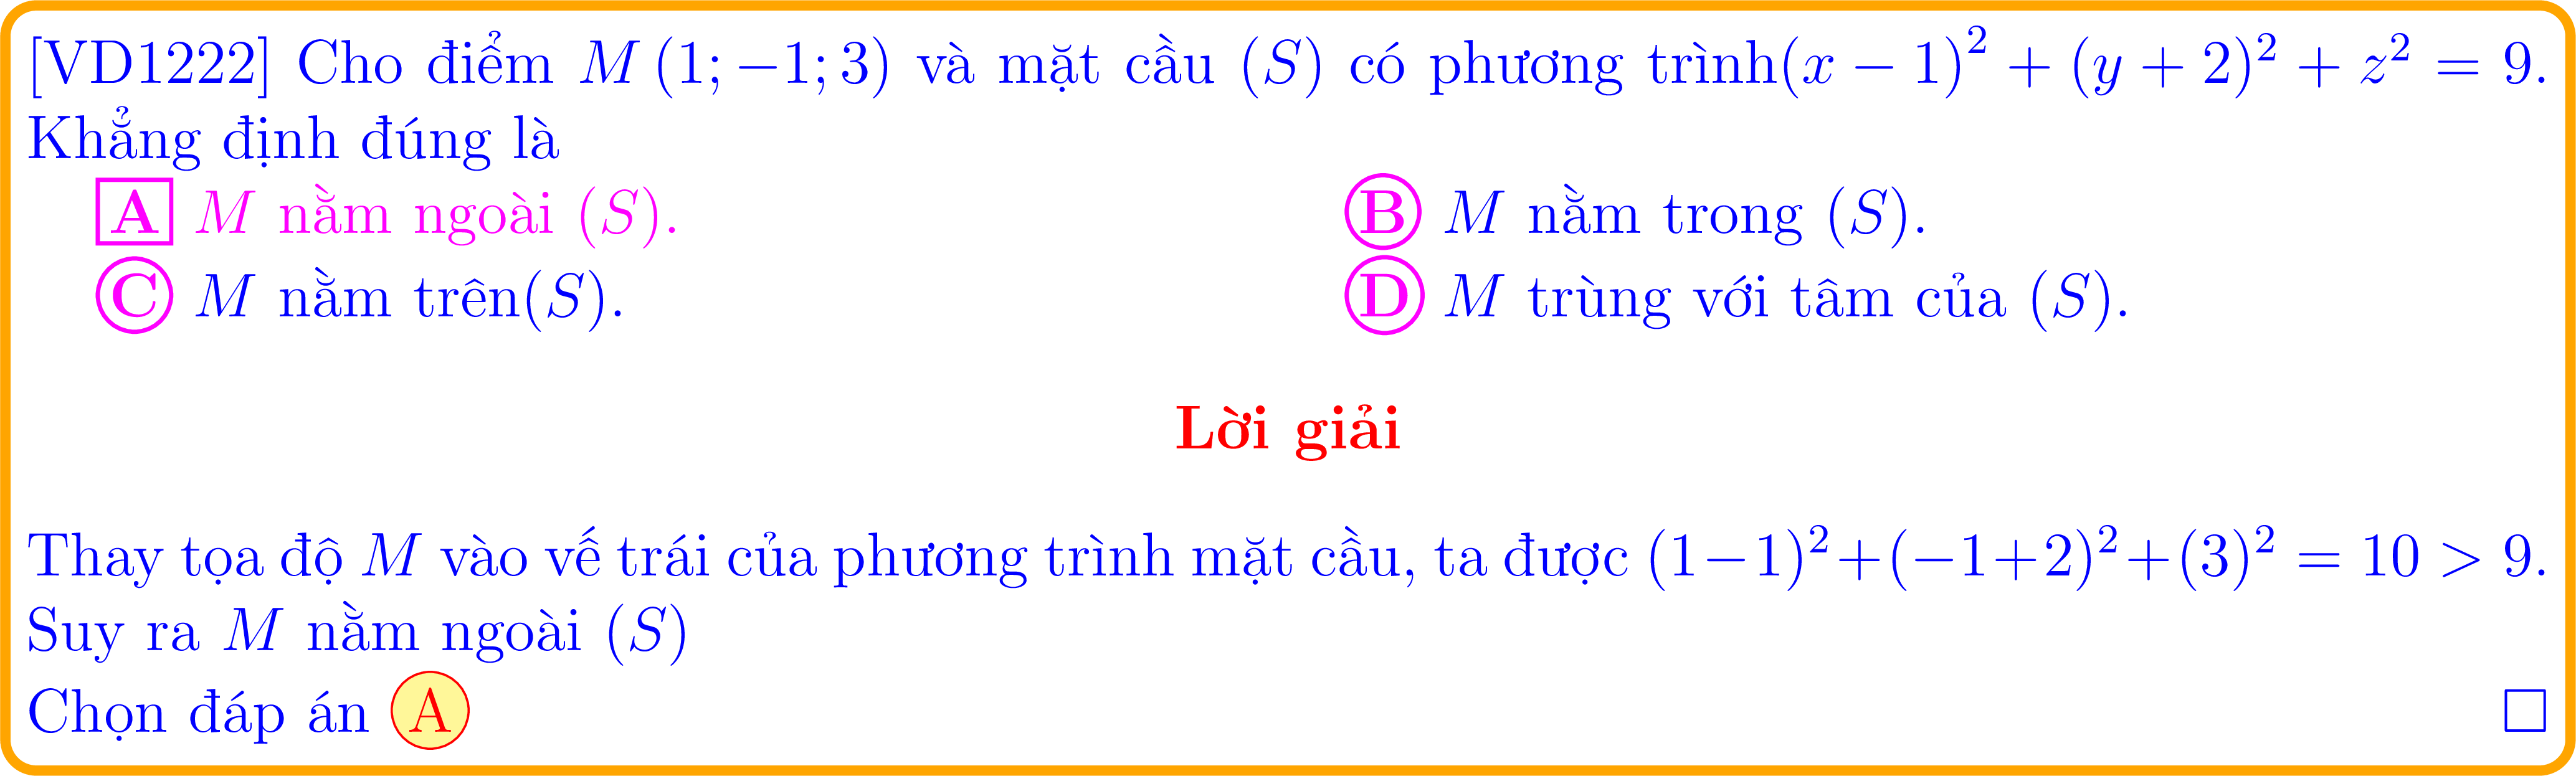 [VD1222] Cho điểm M (1; −1; 3) và mặt cầu (S) có phương trình(x − 1)² + (y + 2)² + z² = 9.
Khẳng định đúng là
A M nằm ngoài (S).
B M nằm trong (S).
C M nằm trên(S).
D M trùng với tâm của (S).
Lời giải
Thay tọa độ M vào vế trái của phương trình mặt cầu, ta được (1−1)²+(−1+2)²+(3)² = 10 > 9.
Suy ra M nằm ngoài (S)
Chọn đáp án A □